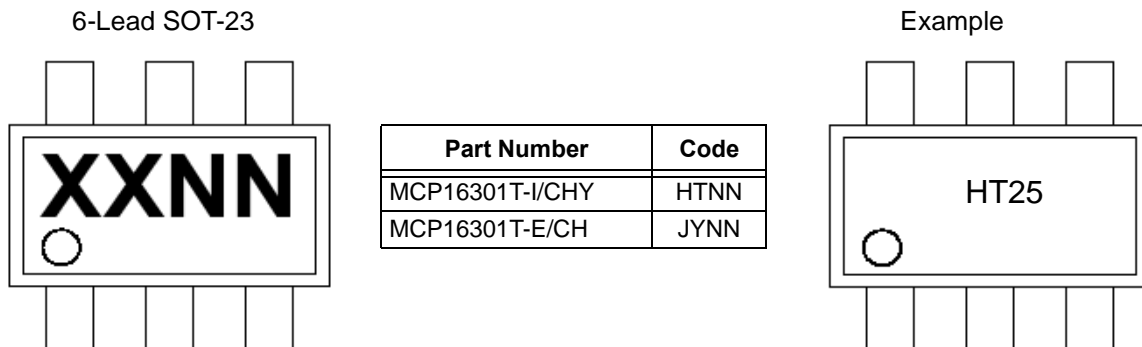 6-Lead SOT-23
Example
XXNN
Part Number Code
MCP16301T-I/CHY HTNN
MCP16301T-E/CH JYNN
HT25